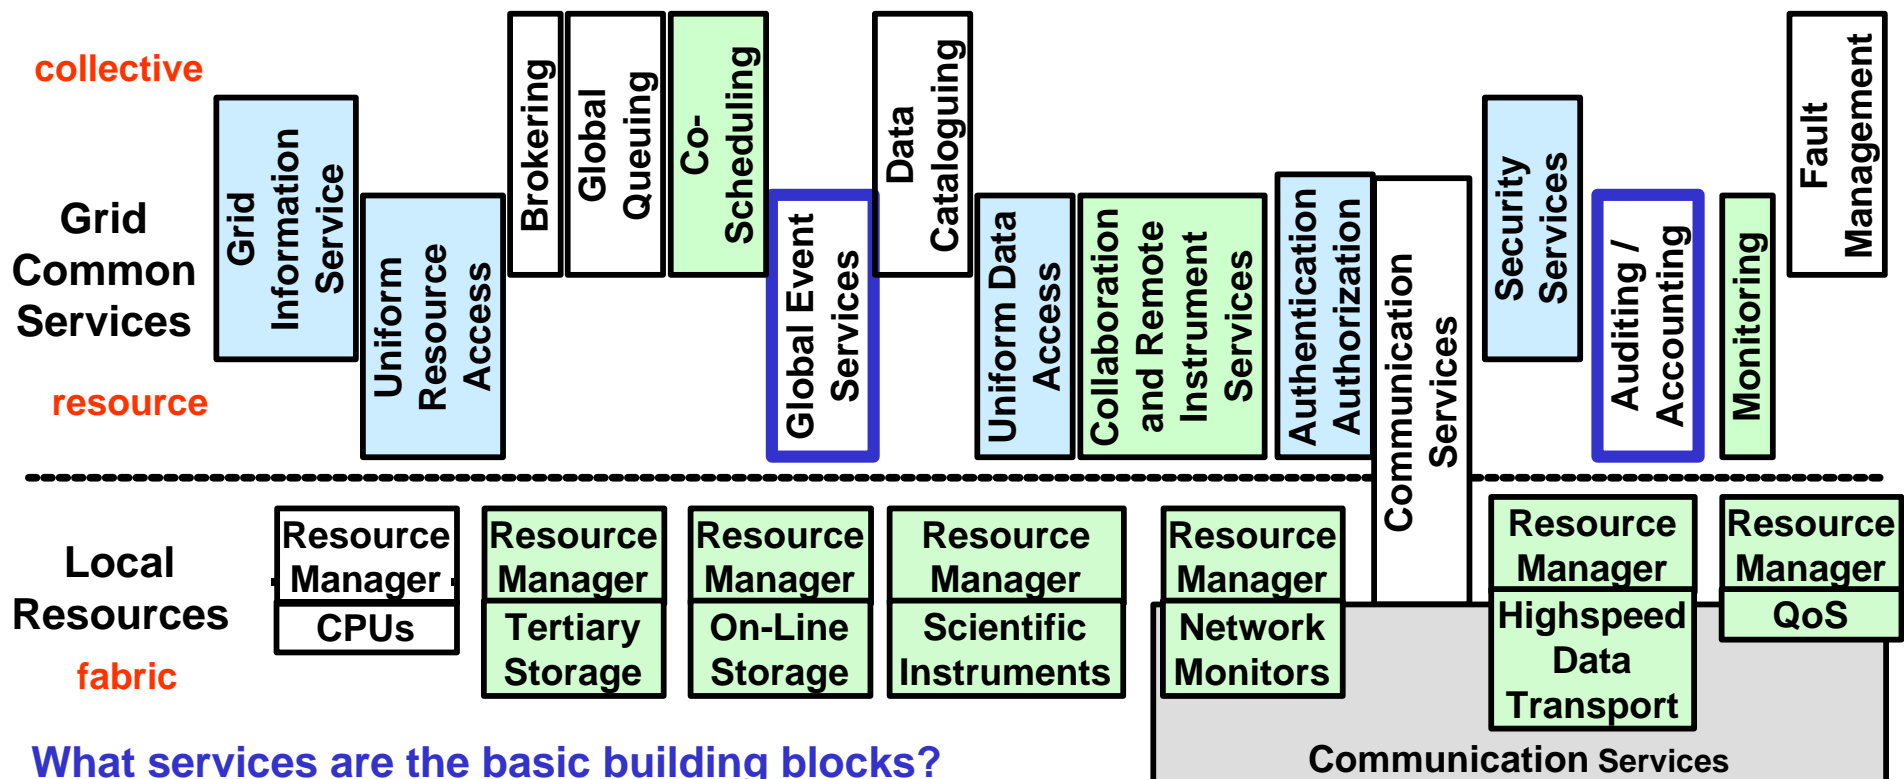 collective
Grid
Common
Services
resource
Grid
Information
Service
Uniform
Resource
Access
Brokering
Global
Queuing
Co-
Scheduling
Global Event
Services
Data
Cataloguing
Uniform Data
Access
Collaboration
and Remote
Instrument
Services
Authentication
Authorization
Communication
Services
Security
Services
Auditing /
Accounting
Monitoring
Fault
Management
Local
Resources
fabric
Resource
Manager
CPUs
Resource
Manager
Tertiary
Storage
Resource
Manager
On-Line
Storage
Resource
Manager
Scientific
Instruments
Resource
Manager
Network
Monitors
Resource
Manager
Highspeed
Data
Transport
Resource
Manager
QoS
Communication Services
What services are the basic building blocks?